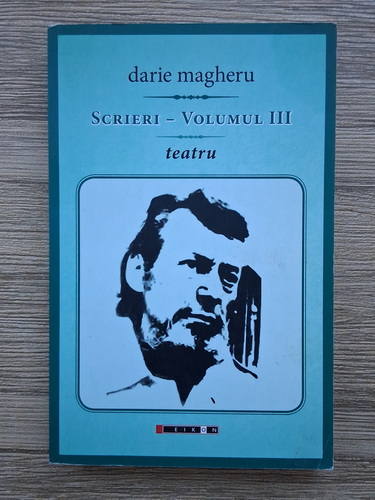 darie magheru
SCRIERI – VOLUMUL III
teatru
EIKON